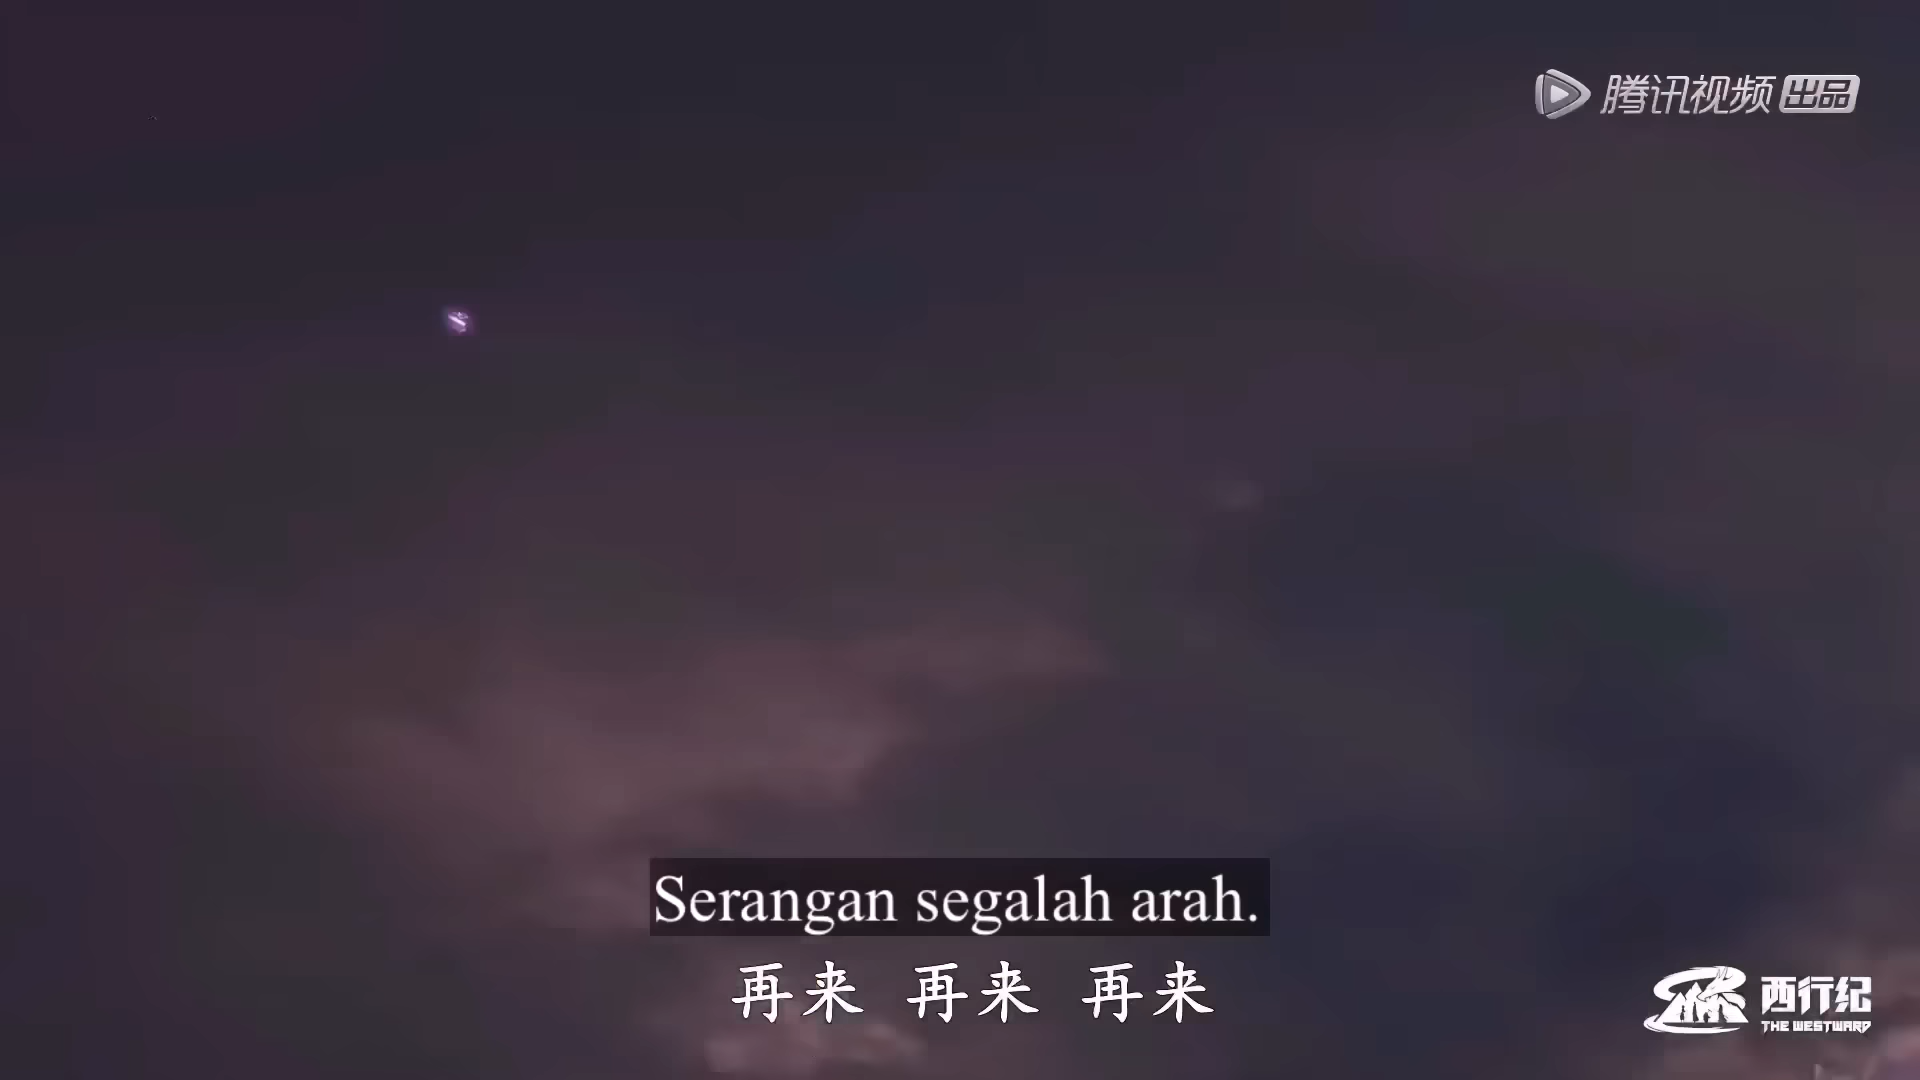 腾讯视频 出品
Serangan segalah arah.
再来 再来 再来
西行纪
THE WESTWARD